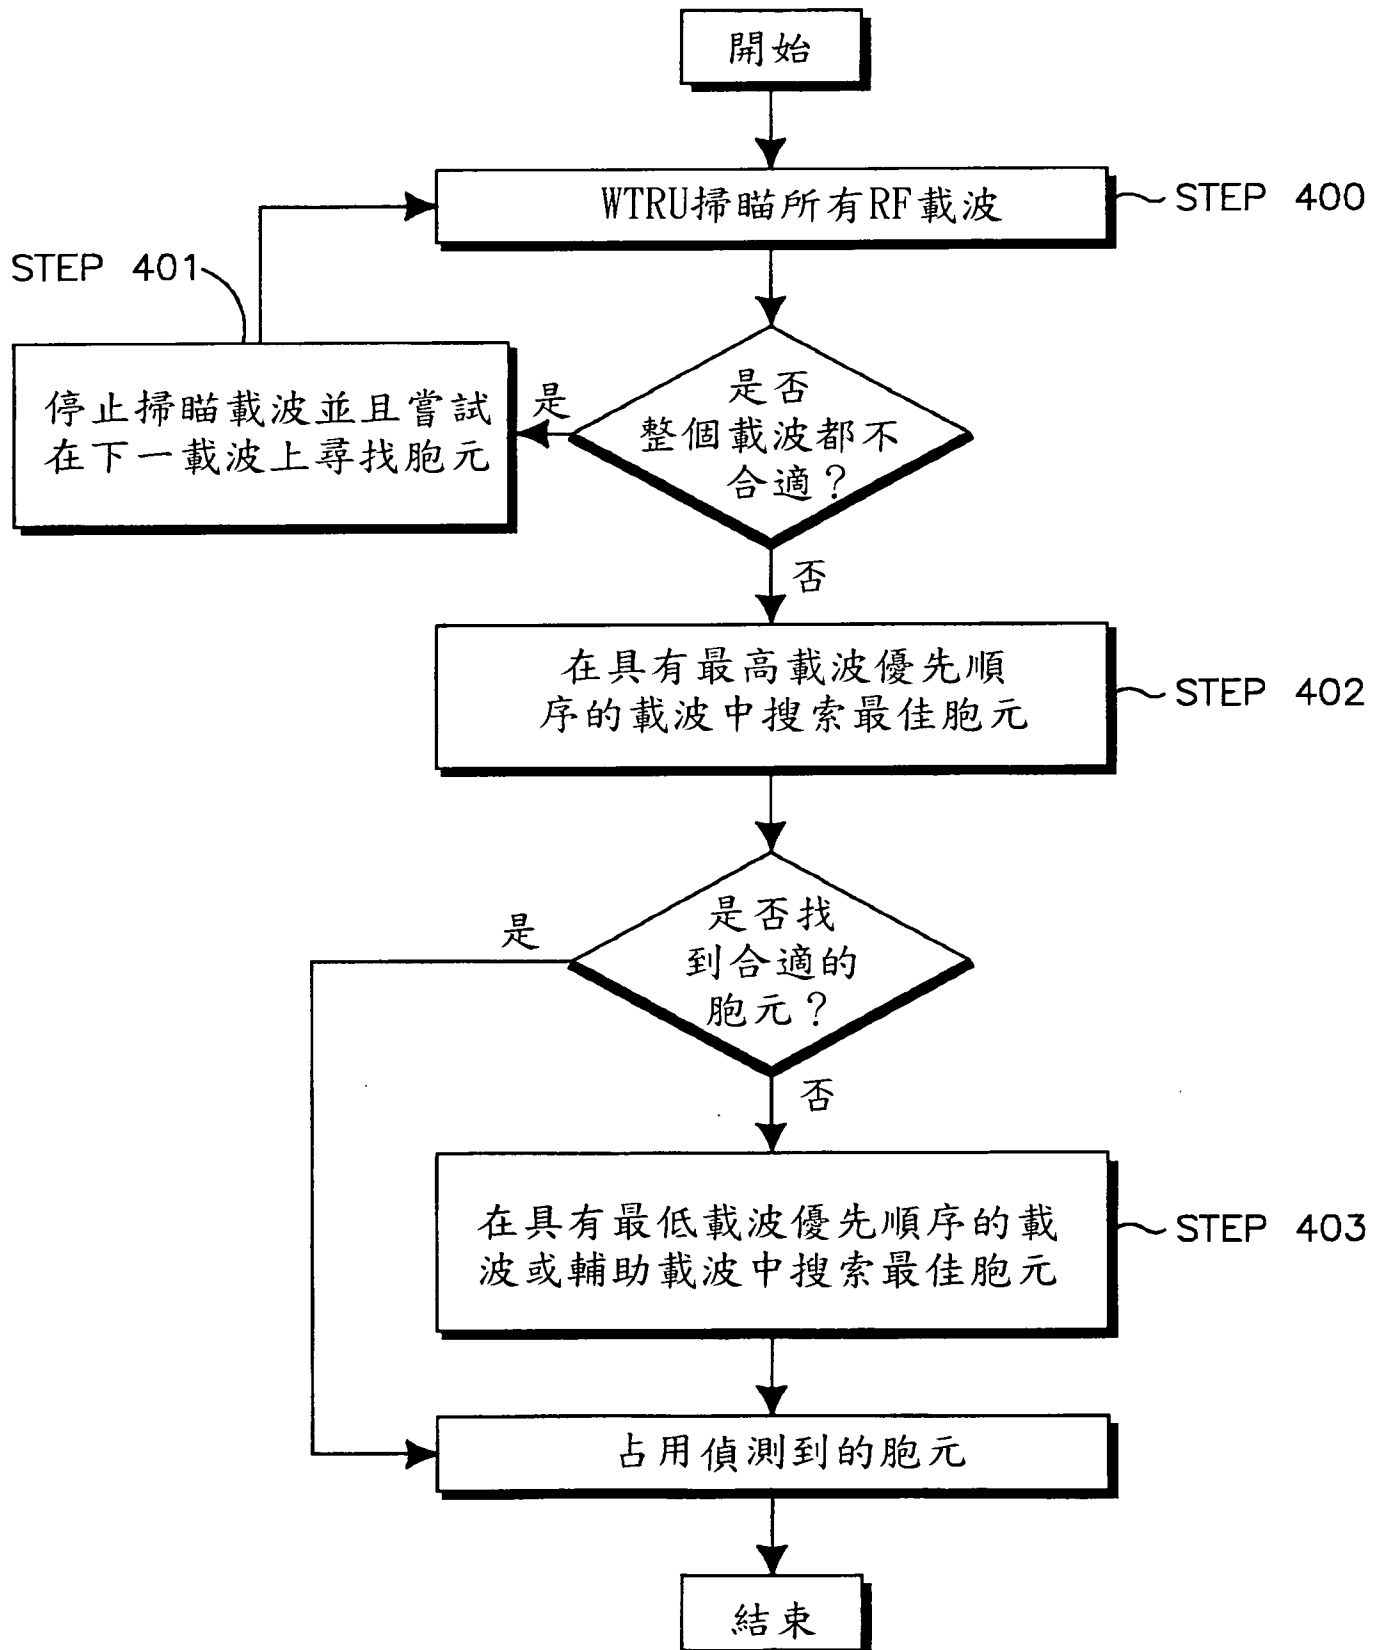 開始
WTRU掃瞄所有RF載波
STEP 400
STEP 401
停止掃瞄載波並且嘗試
在下一載波上尋找胞元
是
是否
整個載波都不
合適？
否
在具有最高載波優先順
序的載波中搜索最佳胞元
STEP 402
是
是否找
到合適的
胞元？
否
在具有最低載波優先順序的載
波或輔助載波中搜索最佳胞元
STEP 403
占用偵測到的胞元
結束